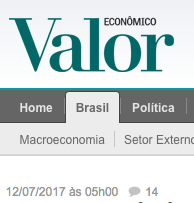 ECONÔMICO
Valor
Home Brasil Política
Macroeconomia Setor Externo
12/07/2017 às 05h00 14